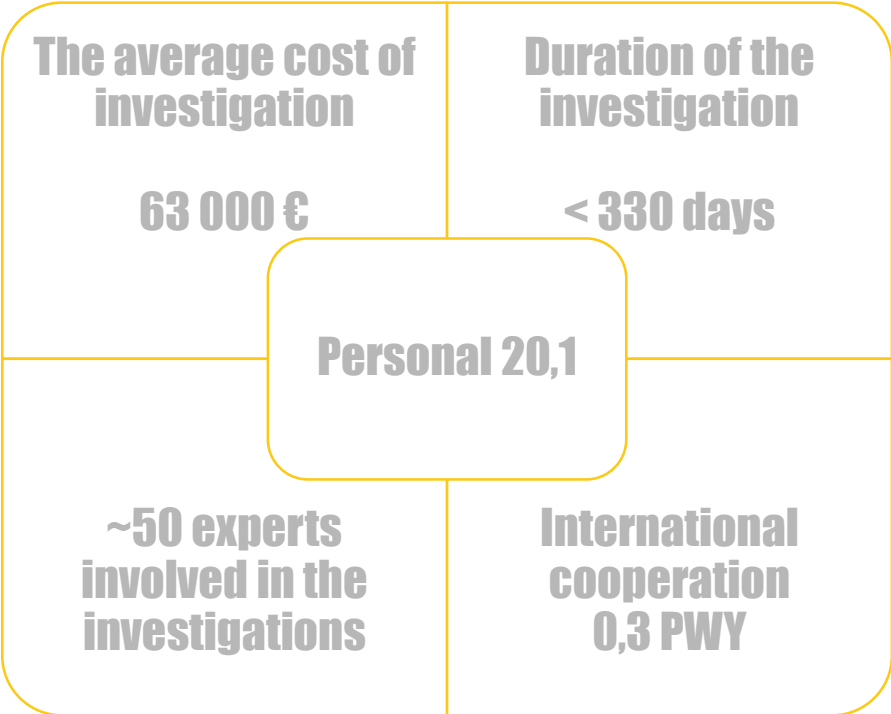 The average cost of
investigation
63 000 €
Duration of the
investigation
< 330 days
Personal 20,1
~50 experts
involved in the
investigations
International
cooperation
0,3 PWY